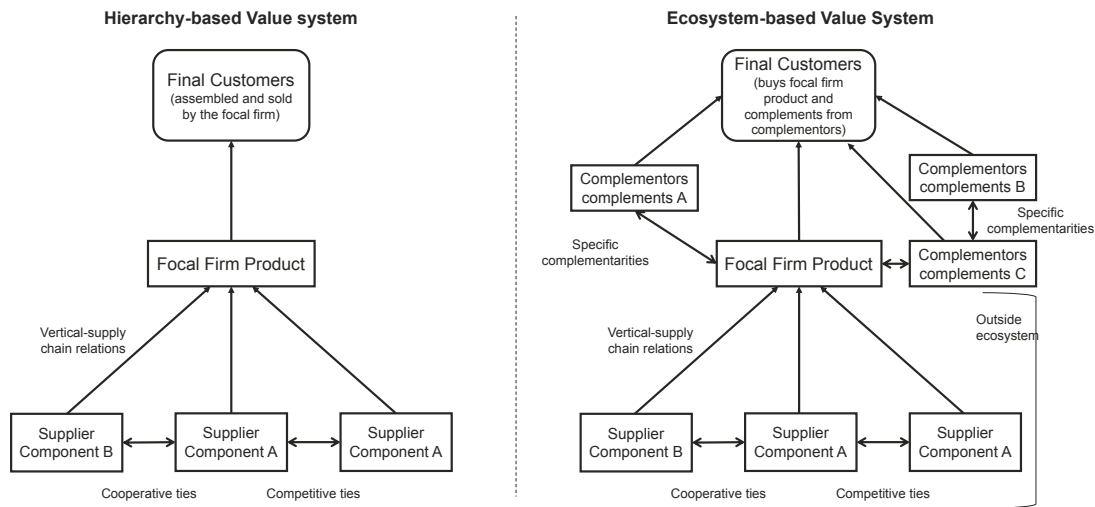 Hierarchy-based Value system
Final Customers
(assembled and sold
by the focal firm)
Focal Firm Product
Vertical-supply
chain relations
Supplier
Component B
Supplier
Component A
Supplier
Component A
Cooperative ties
Competitive ties
Ecosystem-based Value System
Final Customers
(buys focal firm
product and
complements from
complementors)
Complementors
complements A
Complementors
complements B
Specific
complementarities
Specific
complementarities
Focal Firm Product
Complementors
complements C
Outside
ecosystem
Vertical-supply
chain relations
Supplier
Component B
Supplier
Component A
Supplier
Component A
Cooperative ties
Competitive ties